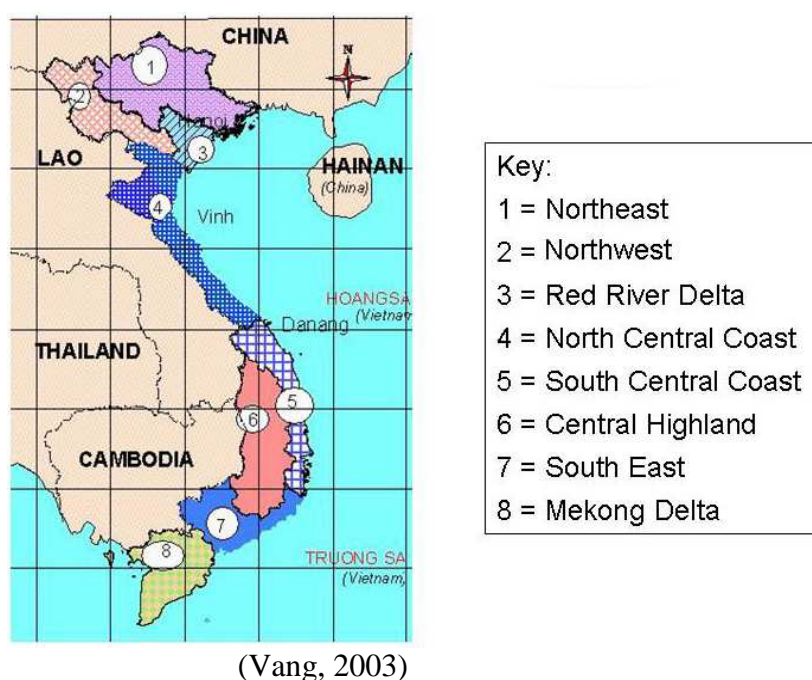 CHINA
N
1
2
Hanoi
3
LAO
HAINAN
(China)
4
Vinh
HOANGSA
(Vietnam
Danang
THAILAND
5
6
CAMBODIA
7
8
TRUONG SA
(Vietnam)
Key:
1 = Northeast
2 = Northwest
3 = Red River Delta
4 = North Central Coast
5 = South Central Coast
6 = Central Highland
7 = South East
8 = Mekong Delta
(Vang, 2003)